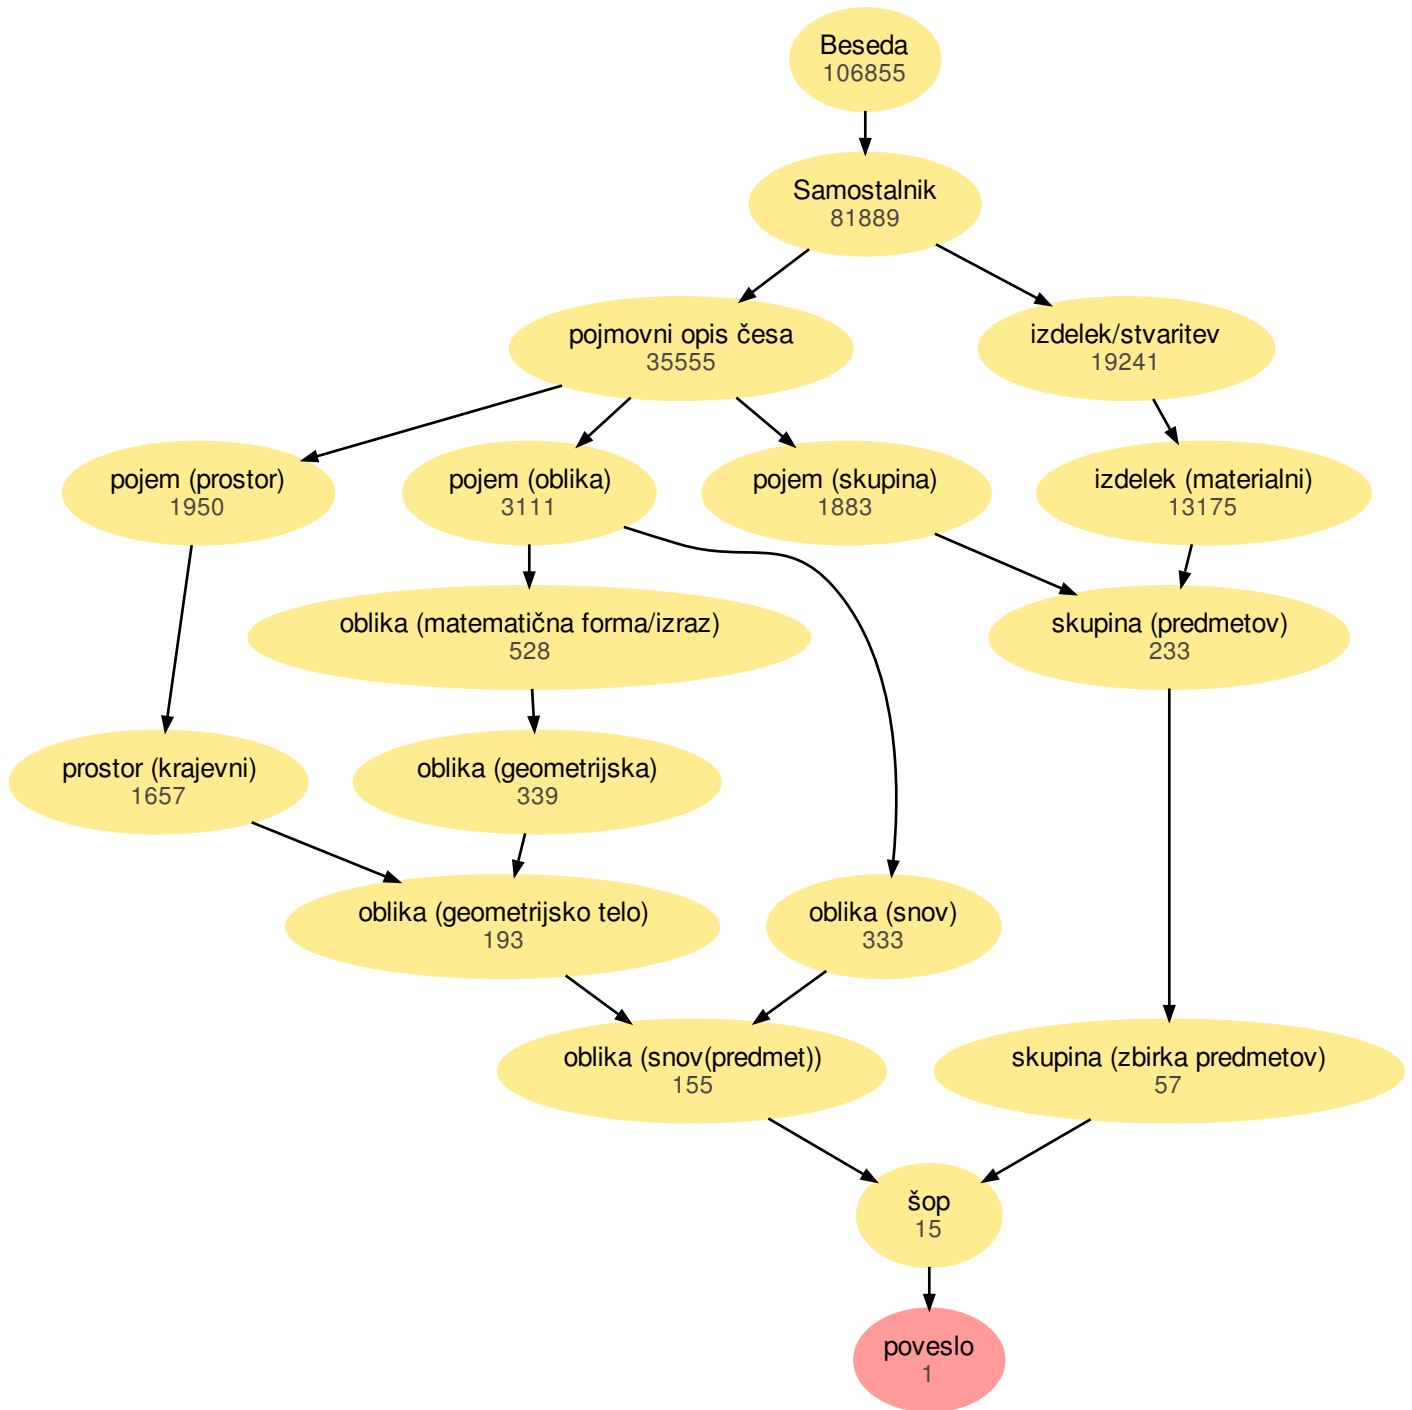 Beseda
106855
Samostalnik
81889
pojmovni opis česa
35555
izdelek/stvaritev
19241
pojem (prostor)
1950
pojem (oblika)
3111
pojem (skupina)
1883
izdelek (materialni)
13175
oblika (matematična forma/izraz)
528
skupina (predmetov)
233
prostor (krajevni)
1657
oblika (geometrijska)
339
oblika (geometrijsko telo)
193
oblika (snov)
333
oblika (snov(predmet))
155
skupina (zbirka predmetov)
57
šop
15
poveslo
1